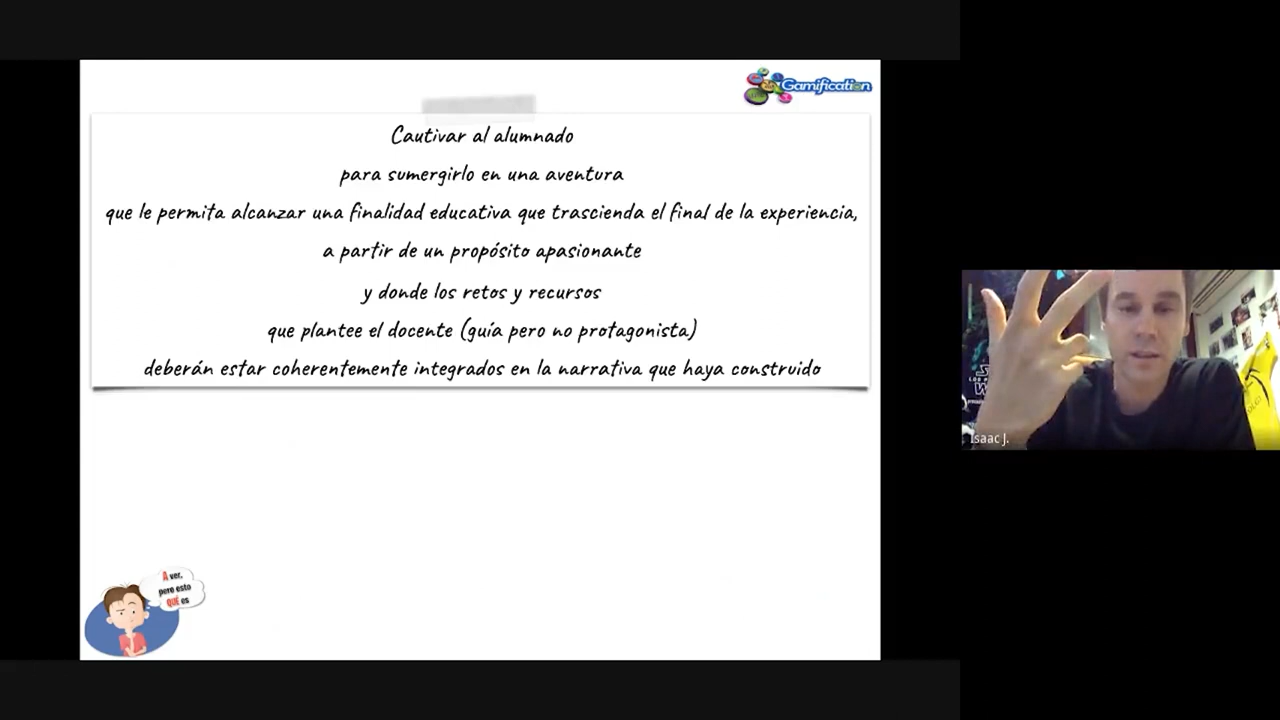 Gamification
Cautivar al alumnado
para sumergirlo en una aventura
que le permita alcanzar una finalidad educativa que trascienda el final de la experiencia,
a partir de un propósito apasionante
y donde los retos y recursos
que plantee el docente (guía pero no protagonista)
deberán estar coherentemente integrados en la narrativa que haya construido
Isaac J.
A ver,
pero esto
QUÉ es